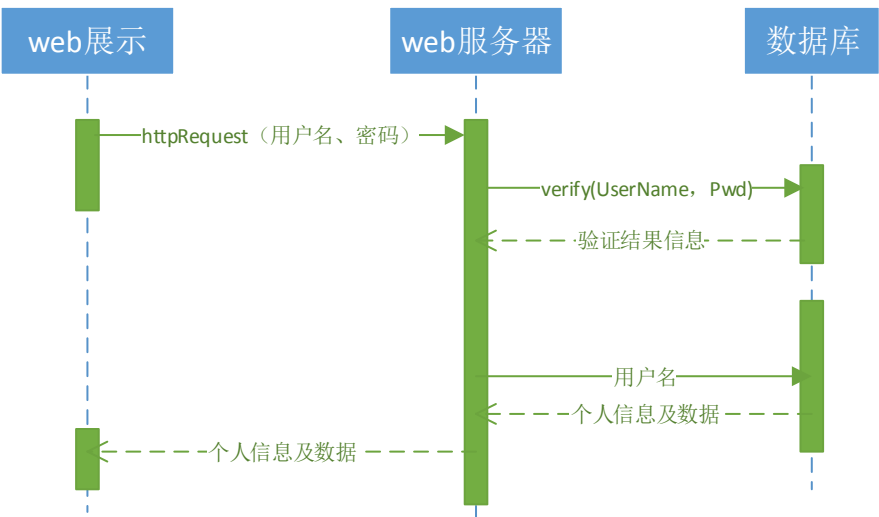 web展示
web服务器
数据库
httpRequest（用户名、密码）
verify(UserName，Pwd)
验证结果信息
用户名
个人信息及数据
个人信息及数据